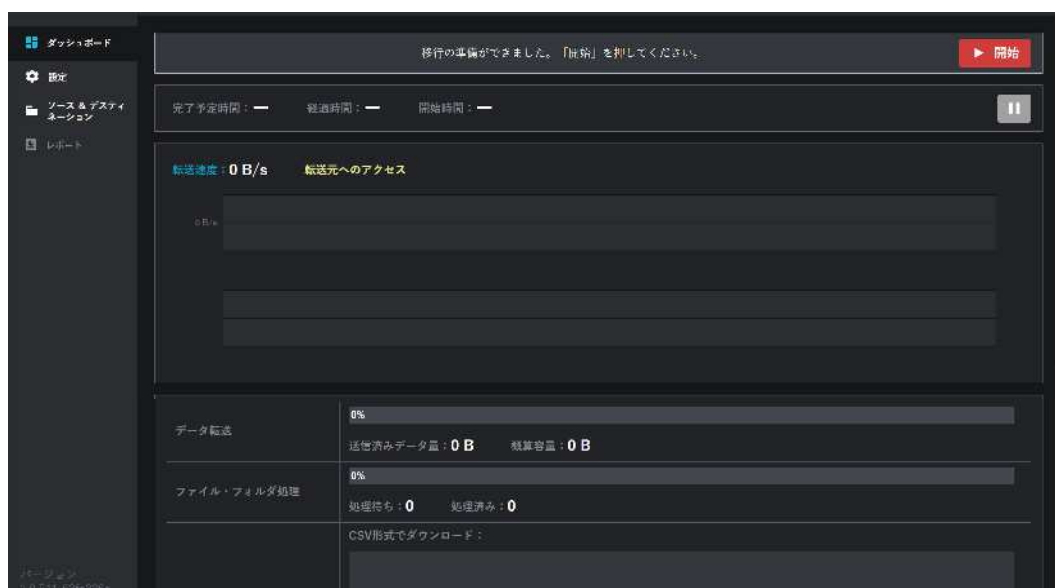 ダッシュボード
移行の準備ができました。「開始」を押してください。
開始
設定
ソース & デスティ
ネーション
完了予定時間：— 経過時間：— 開始時間：—
レポート
転送速度：0 B/s 転送元へのアクセス
0 B/s
データ転送
0%
送信済みデータ量：0 B 概算容量：0 B
ファイル・フォルダ処理
0%
処理待ち：0 処理済み：0
CSV形式でダウンロード：
バージョン